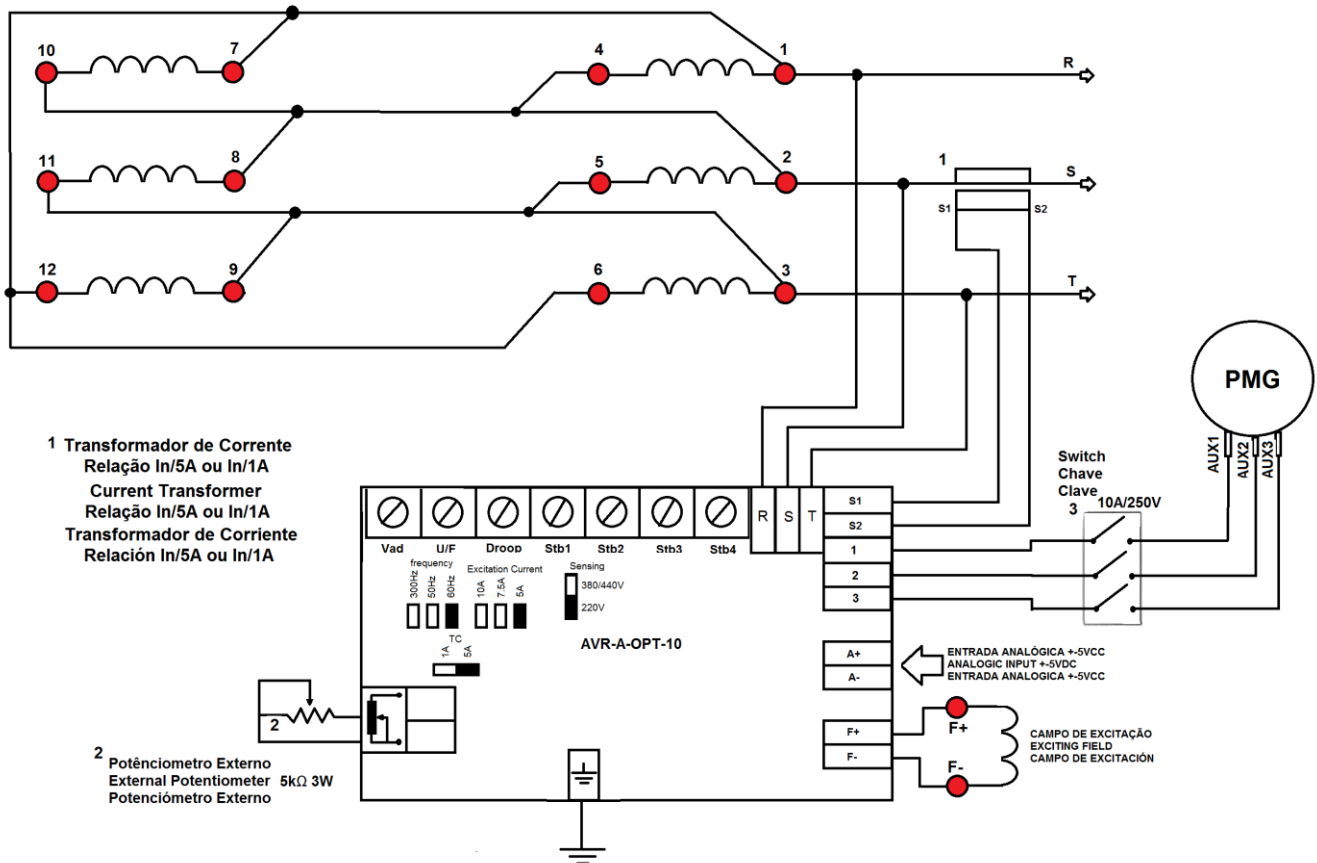 10
7
4
1
R
11
8
5
2
1
S
S1
S2
12
9
6
3
T
PMG
AUX1
AUX2
AUX3
1 Transformador de Corrente
Relação In/5A ou In/1A
Current Transformer
Relação In/5A ou In/1A
Transformador de Corriente
Relación In/5A ou In/1A
Switch
Chave
Clave
3
10A/250V
Vad
U/F
Droop
Stb1
Stb2
Stb3
Stb4
R
S
T
S1
S2
1
2
3
frequency
300Hz
50Hz
60Hz
Excitation Current
10A
7.5A
5A
Sensing
380/440V
220V
TC
1A
5A
AVR-A-OPT-10
A+
A-
ENTRADA ANALÓGICA +-5VCC
ANALOGIC INPUT +-5VDC
ENTRADA ANALOGICA +-5VCC
2
F+
F-
F+
F-
CAMPO DE EXCITAÇÃO
EXCITING FIELD
CAMPO DE EXCITACIÓN
2 Potênciometro Externo
External Potentiometer 5kΩ 3W
Potenciómetro Externo